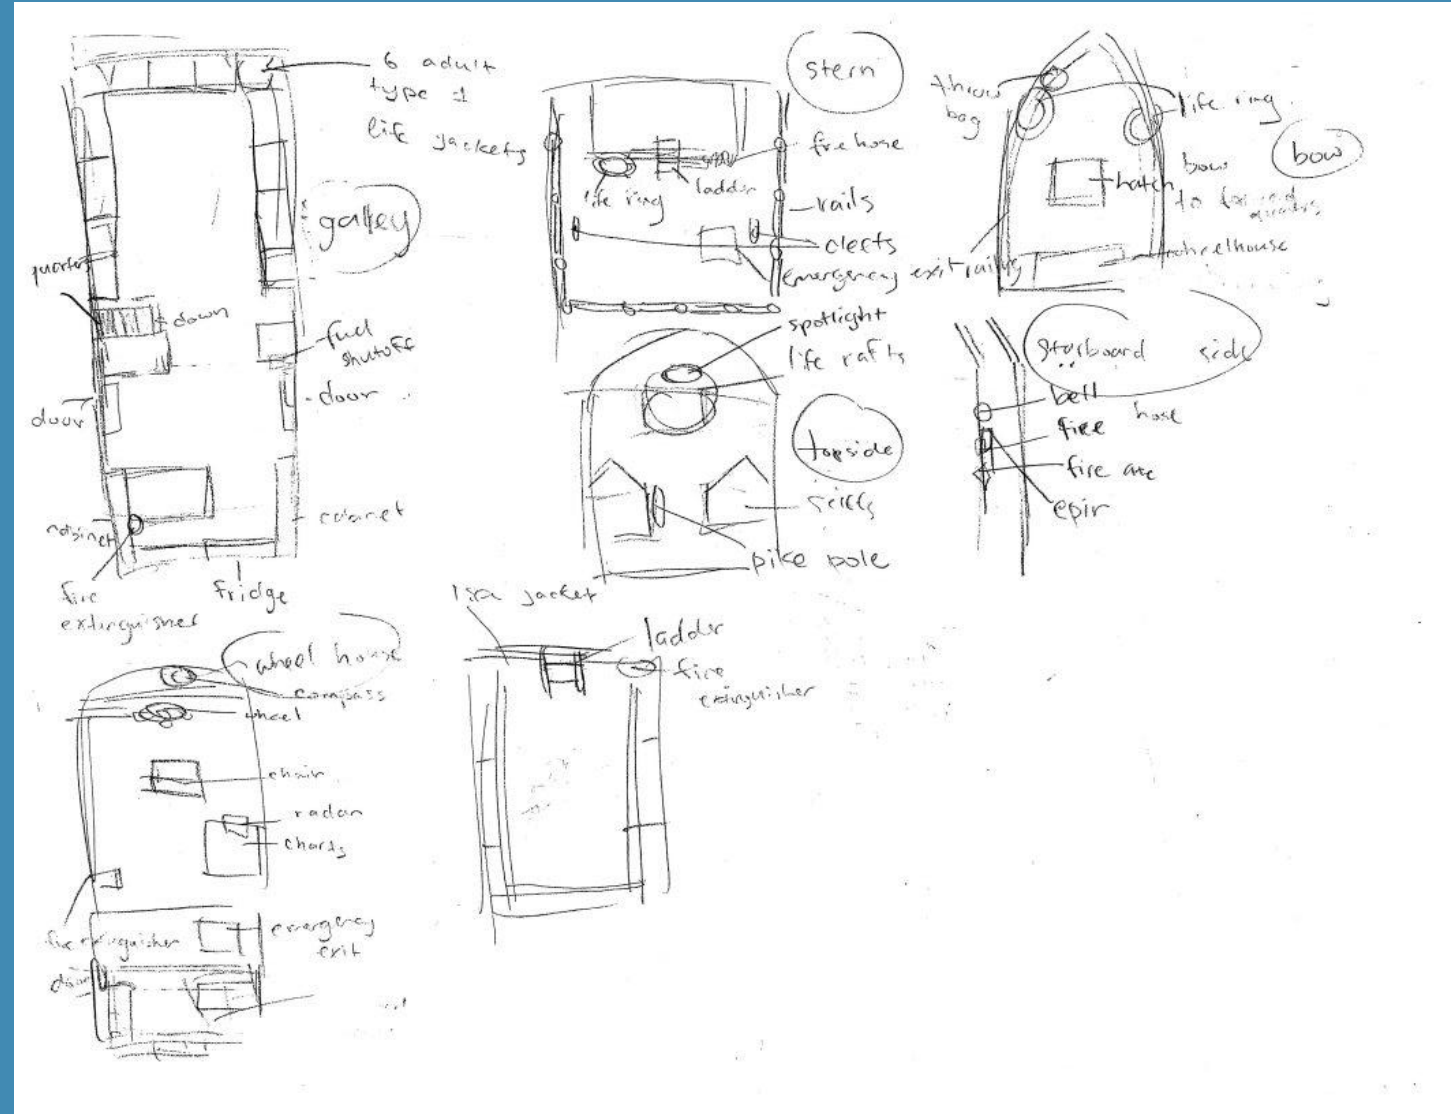 6 adult
type 1
life jackets
galley
quarters
down
fuel
shutoff
door
door
cabinet
cabinet
fire
extinguisher
fridge
stern
fire hose
life ring
ladder
rails
cleets
emergency exit
railing
throw
bag
life ring
bow
hatch bow
to
wheelhouse
spotlight
life rafts
topside
skiffs
pike pole
starboard side
bell
fire hose
fire axe
epir
wheel house
compass
wheel
chair
radar
charts
fire extinguisher
emergency
exit
door
jacket
ladder
fire
extinguisher